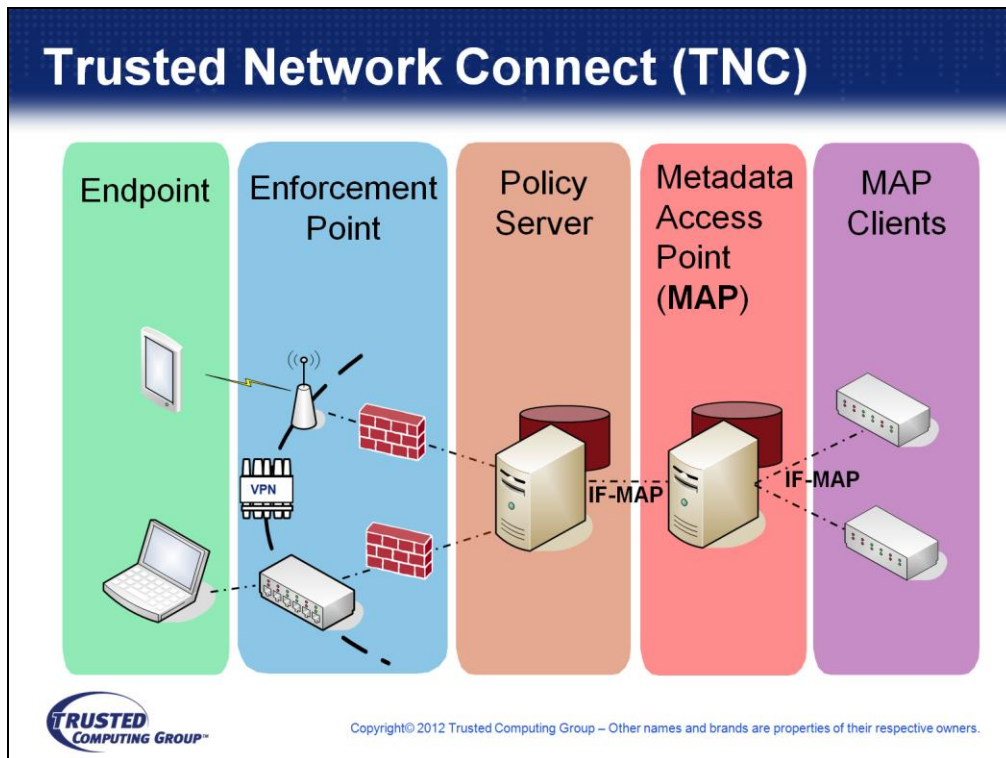 Trusted Network Connect (TNC)
Endpoint
Enforcement
Point
Policy
Server
Metadata
Access
Point
(MAP)
MAP
Clients
VPN
IF-MAP
IF-MAP
TRUSTED
COMPUTING GROUP™
Copyright© 2012 Trusted Computing Group – Other names and brands are properties of their respective owners.